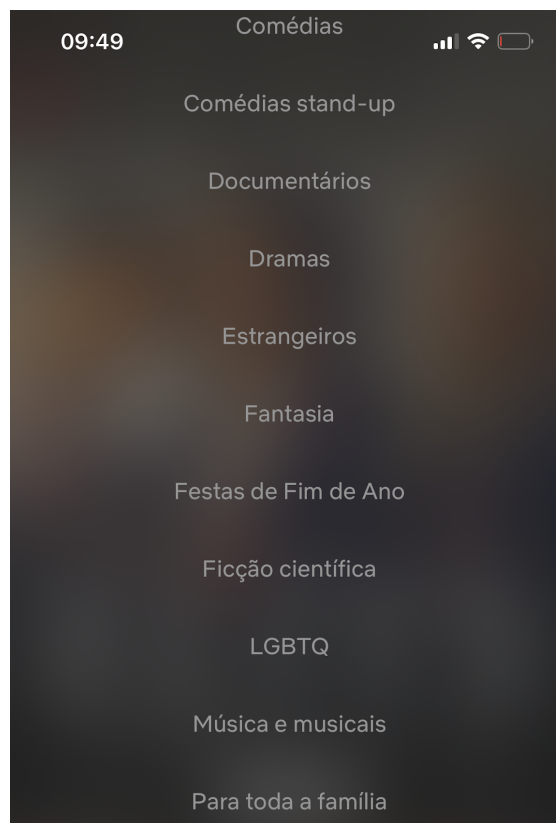 Comédias
09:49
Comédias stand-up
Documentários
Dramas
Estrangeiros
Fantasia
Festas de Fim de Ano
Ficção científica
LGBTQ
Música e musicais
Para toda a família